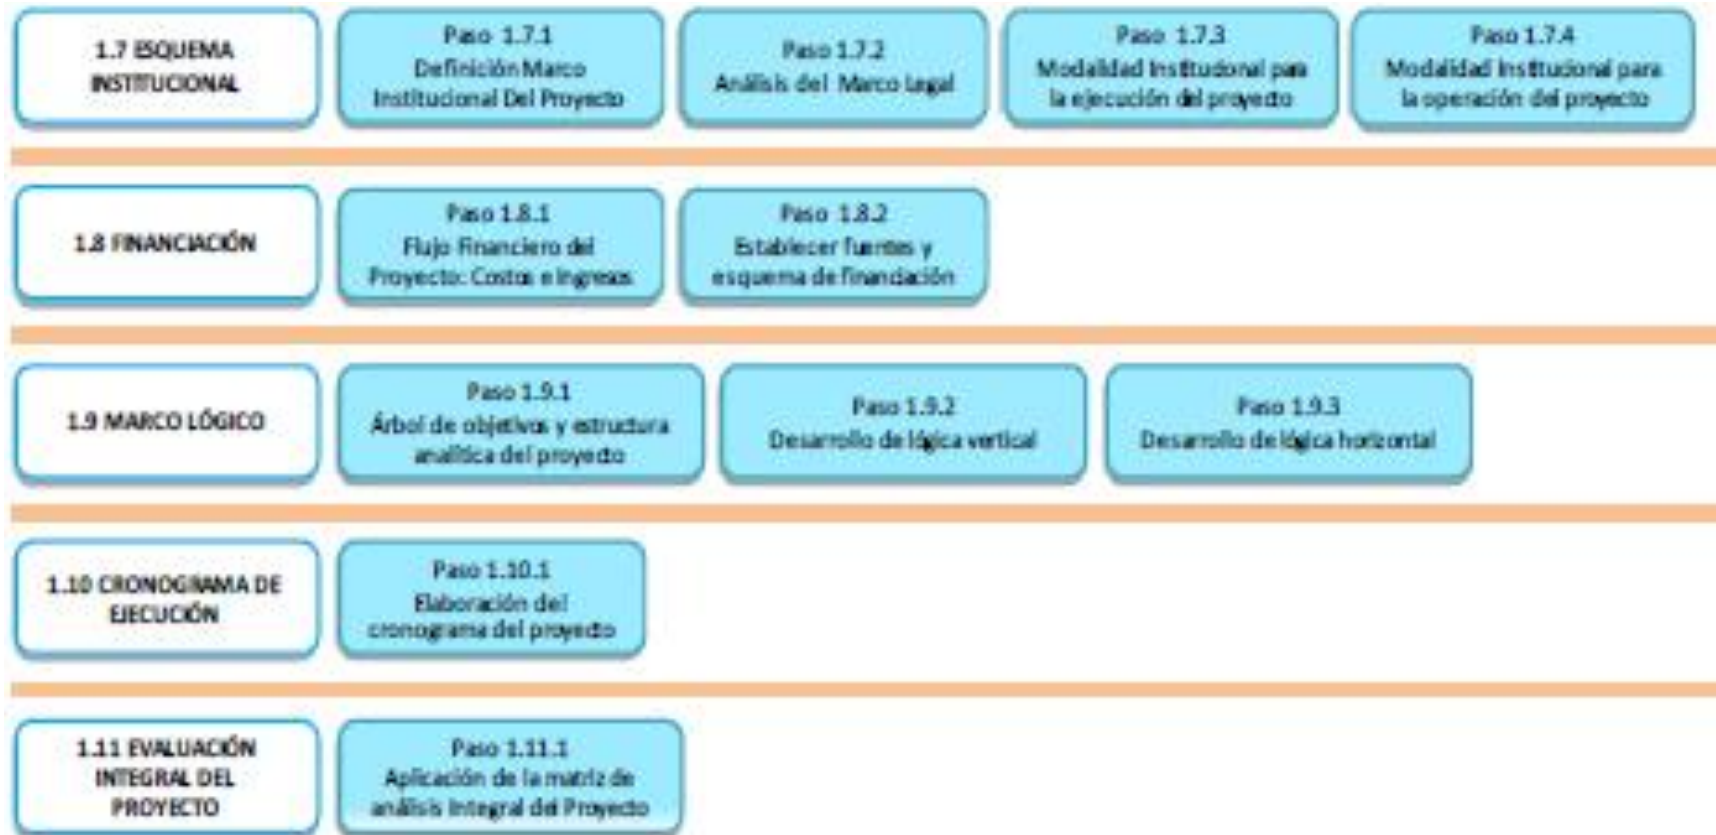 1.7 ESQUEMA
INSTITUCIONAL
Paso 1.7.1
Definición Marco
Institucional Del Proyecto
Paso 1.7.2
Análisis del Marco Legal
Paso 1.7.3
Modalidad Institucional para
la ejecución del proyecto
Paso 1.7.4
Modalidad Institucional para
la operación del proyecto
1.8 FINANCIACIÓN
Paso 1.8.1
Flujo Financiero del
Proyecto: Costos e Ingresos
Paso 1.8.2
Establecer fuentes y
esquema de financiación
1.9 MARCO LÓGICO
Paso 1.9.1
Árbol de objetivos y estructura
analítica del proyecto
Paso 1.9.2
Desarrollo de lógica vertical
Paso 1.9.3
Desarrollo de lógica horizontal
1.10 CRONOGRAMA DE
EJECUCIÓN
Paso 1.10.1
Elaboración del
cronograma del proyecto
1.11 EVALUACIÓN
INTEGRAL DEL
PROYECTO
Paso 1.11.1
Aplicación de la matriz de
análisis Integral del Proyecto